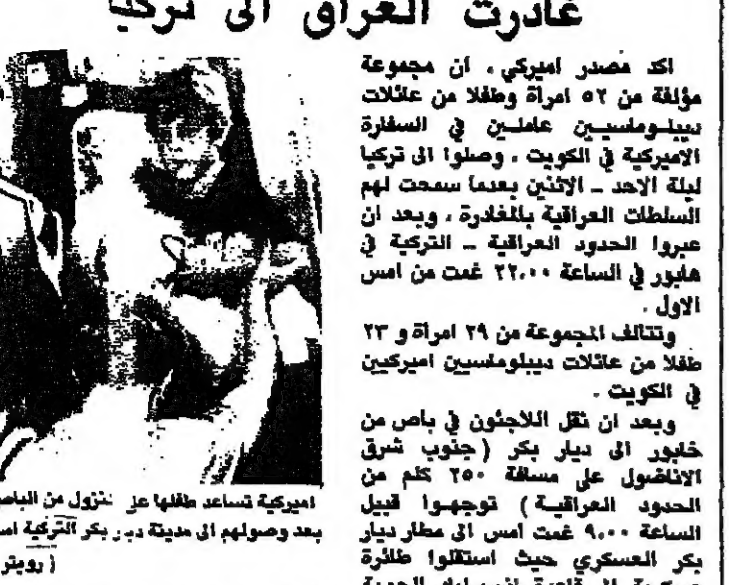 غادرت العراق الى تركيا
اكد مصدر اميركي ، ان مجموعة
مؤلفة من ٥٢ امرأة وطفلا من عائلات
ديبلوماسيين عاملين في السفارة
الاميركية في الكويت ، وصلوا الى تركيا
ليلة الاحد ــ الاثنين بعدما سمحت لهم
السلطات العراقية بالمغادرة ، وبعد ان
عبروا الحدود العراقية ــ التركية في
هابور في الساعة ٢٢،٠٠ غمت من امس
الاول .
وتتالف المجموعة من ٢٩ امرأة و ٢٣
طفلا من عائلات ديبلوماسيين اميركيين
في الكويت .
وبعد ان نقل اللاجئون في باص من
خابور الى ديار بكر ( جنوب شرق
الاناضول على مسافة ٢٥٠ كلم من
الحدود العراقية ) توجهوا قبيل
الساعة ٩،٠٠ غمت امس الى مطار ديار
بكر العسكري حيث استقلوا طائرة
اميركية تساعد طفلها على النزول من الباص
بعد وصولهم الى مدينة ديار بكر التركية
( رويتر